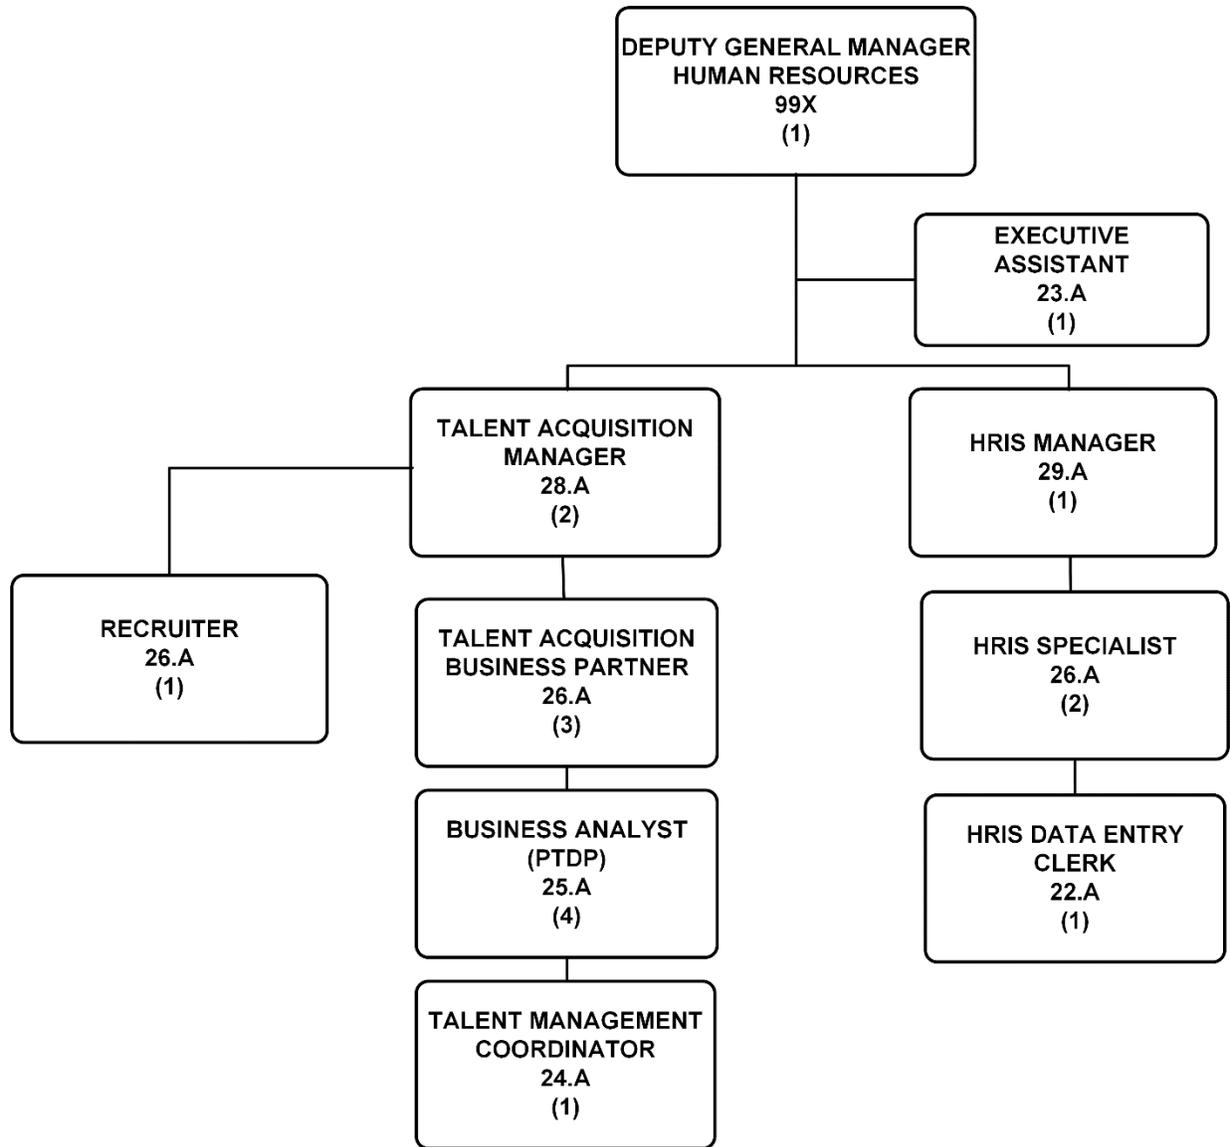 DEPUTY GENERAL MANAGER
HUMAN RESOURCES
99X
(1)
EXECUTIVE
ASSISTANT
23.A
(1)
TALENT ACQUISITION
MANAGER
28.A
(2)
HRIS MANAGER
29.A
(1)
RECRUITER
26.A
(1)
TALENT ACQUISITION
BUSINESS PARTNER
26.A
(3)
HRIS SPECIALIST
26.A
(2)
BUSINESS ANALYST
(PTDP)
25.A
(4)
HRIS DATA ENTRY
CLERK
22.A
(1)
TALENT MANAGEMENT
COORDINATOR
24.A
(1)